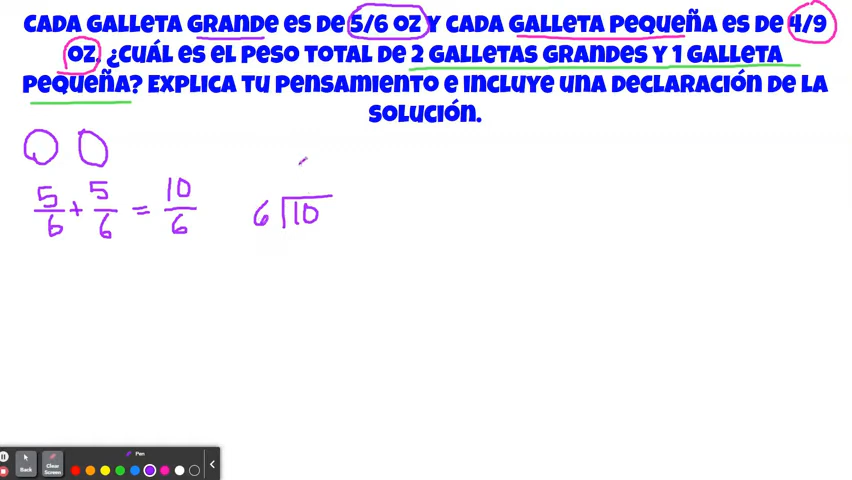 CADA GALLETA GRANDE ES DE 5/6 OZ Y CADA GALLETA PEQUEÑA ES DE 4/9
OZ. ¿CUÁL ES EL PESO TOTAL DE 2 GALLETAS GRANDES Y 1 GALLETA
PEQUEÑA? EXPLICA TU PENSAMIENTO E INCLUYE UNA DECLARACIÓN DE LA
SOLUCIÓN.
5/6 + 5/6 = 10/6 6 10
Pen
Back Clear Screen